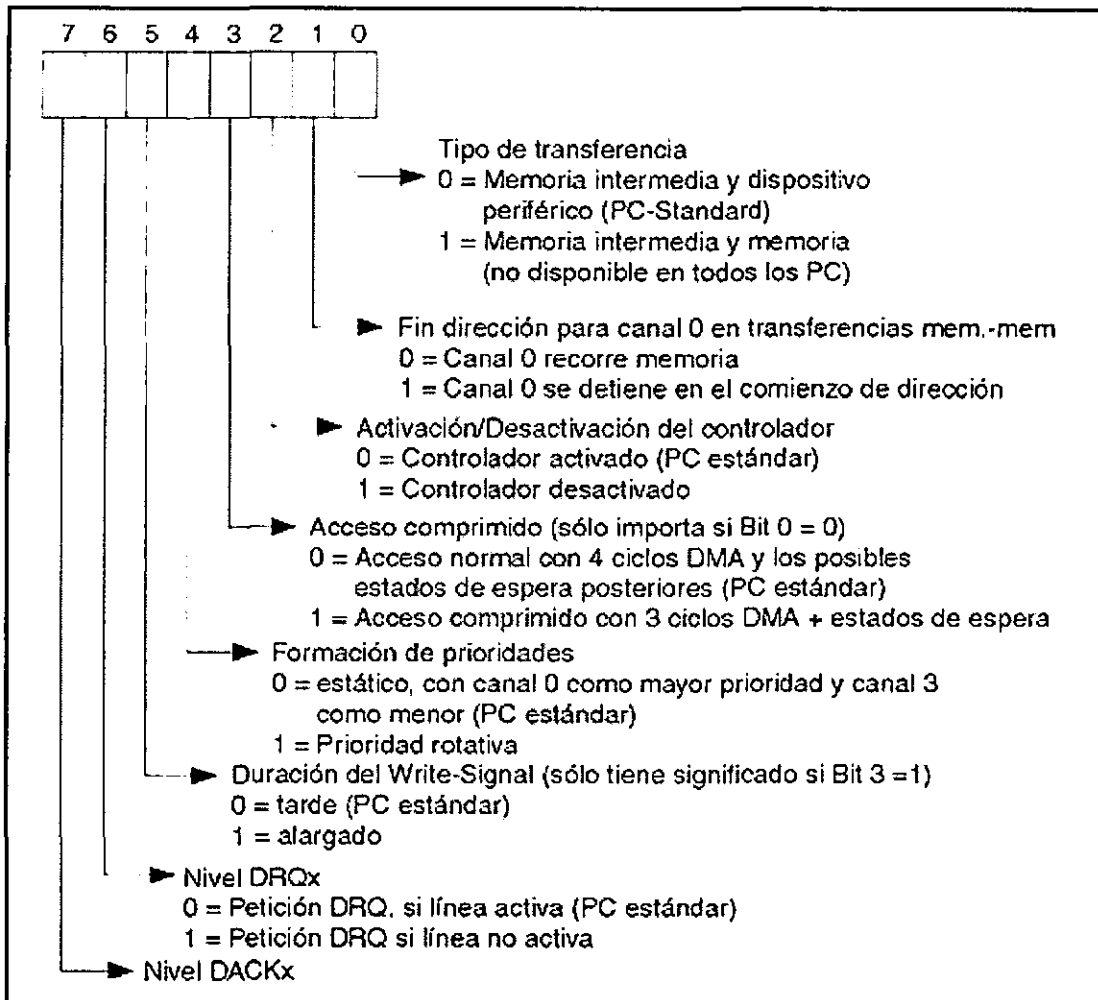 7 6 5 4 3 2 1 0
Tipo de transferencia
0 = Memoria intermedia y dispositivo
periférico (PC-Standard)
1 = Memoria intermedia y memoria
(no disponible en todos los PC)
Fin dirección para canal 0 en transferencias mem.-mem
0 = Canal 0 recorre memoria
1 = Canal 0 se detiene en el comienzo de dirección
Activación/Desactivación del controlador
0 = Controlador activado (PC estándar)
1 = Controlador desactivado
Acceso comprimido (sólo importa si Bit 0 = 0)
0 = Acceso normal con 4 ciclos DMA y los posibles
estados de espera posteriores (PC estándar)
1 = Acceso comprimido con 3 ciclos DMA + estados de espera
Formación de prioridades
0 = estático, con canal 0 como mayor prioridad y canal 3
como menor (PC estándar)
1 = Prioridad rotativa
Duración del Write-Signal (sólo tiene significado si Bit 3 =1)
0 = tarde (PC estándar)
1 = alargado
Nivel DRQx
0 = Petición DRQ, si línea activa (PC estándar)
1 = Petición DRQ si línea no activa
Nivel DACKx